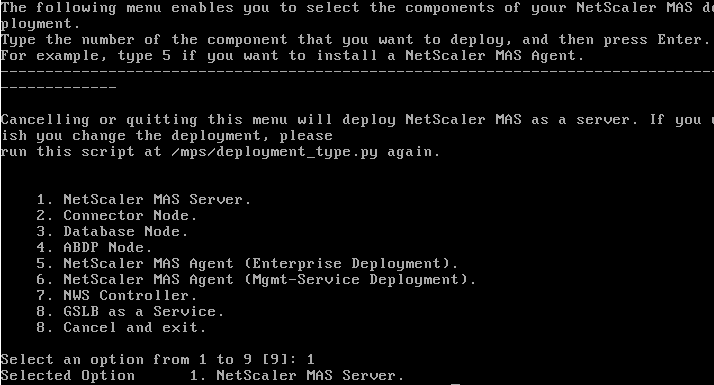 The following menu enables you to select the components of your NetScaler MAS de
ployment.
Type the number of the component that you want to deploy, and then press Enter.
For example, type 5 if you want to install a NetScaler MAS Agent.
--------------------------------------------------------------------------------
-------------
Cancelling or quitting this menu will deploy NetScaler MAS as a server. If you w
ish you change the deployment, please
run this script at /mps/deployment_type.py again.
1. NetScaler MAS Server.
2. Connector Node.
3. Database Node.
4. ABDP Node.
5. NetScaler MAS Agent (Enterprise Deployment).
6. NetScaler MAS Agent (Mgmt-Service Deployment).
7. NWS Controller.
8. GSLB as a Service.
8. Cancel and exit.
Select an option from 1 to 9 [9]: 1
Selected Option 1. NetScaler MAS Server.